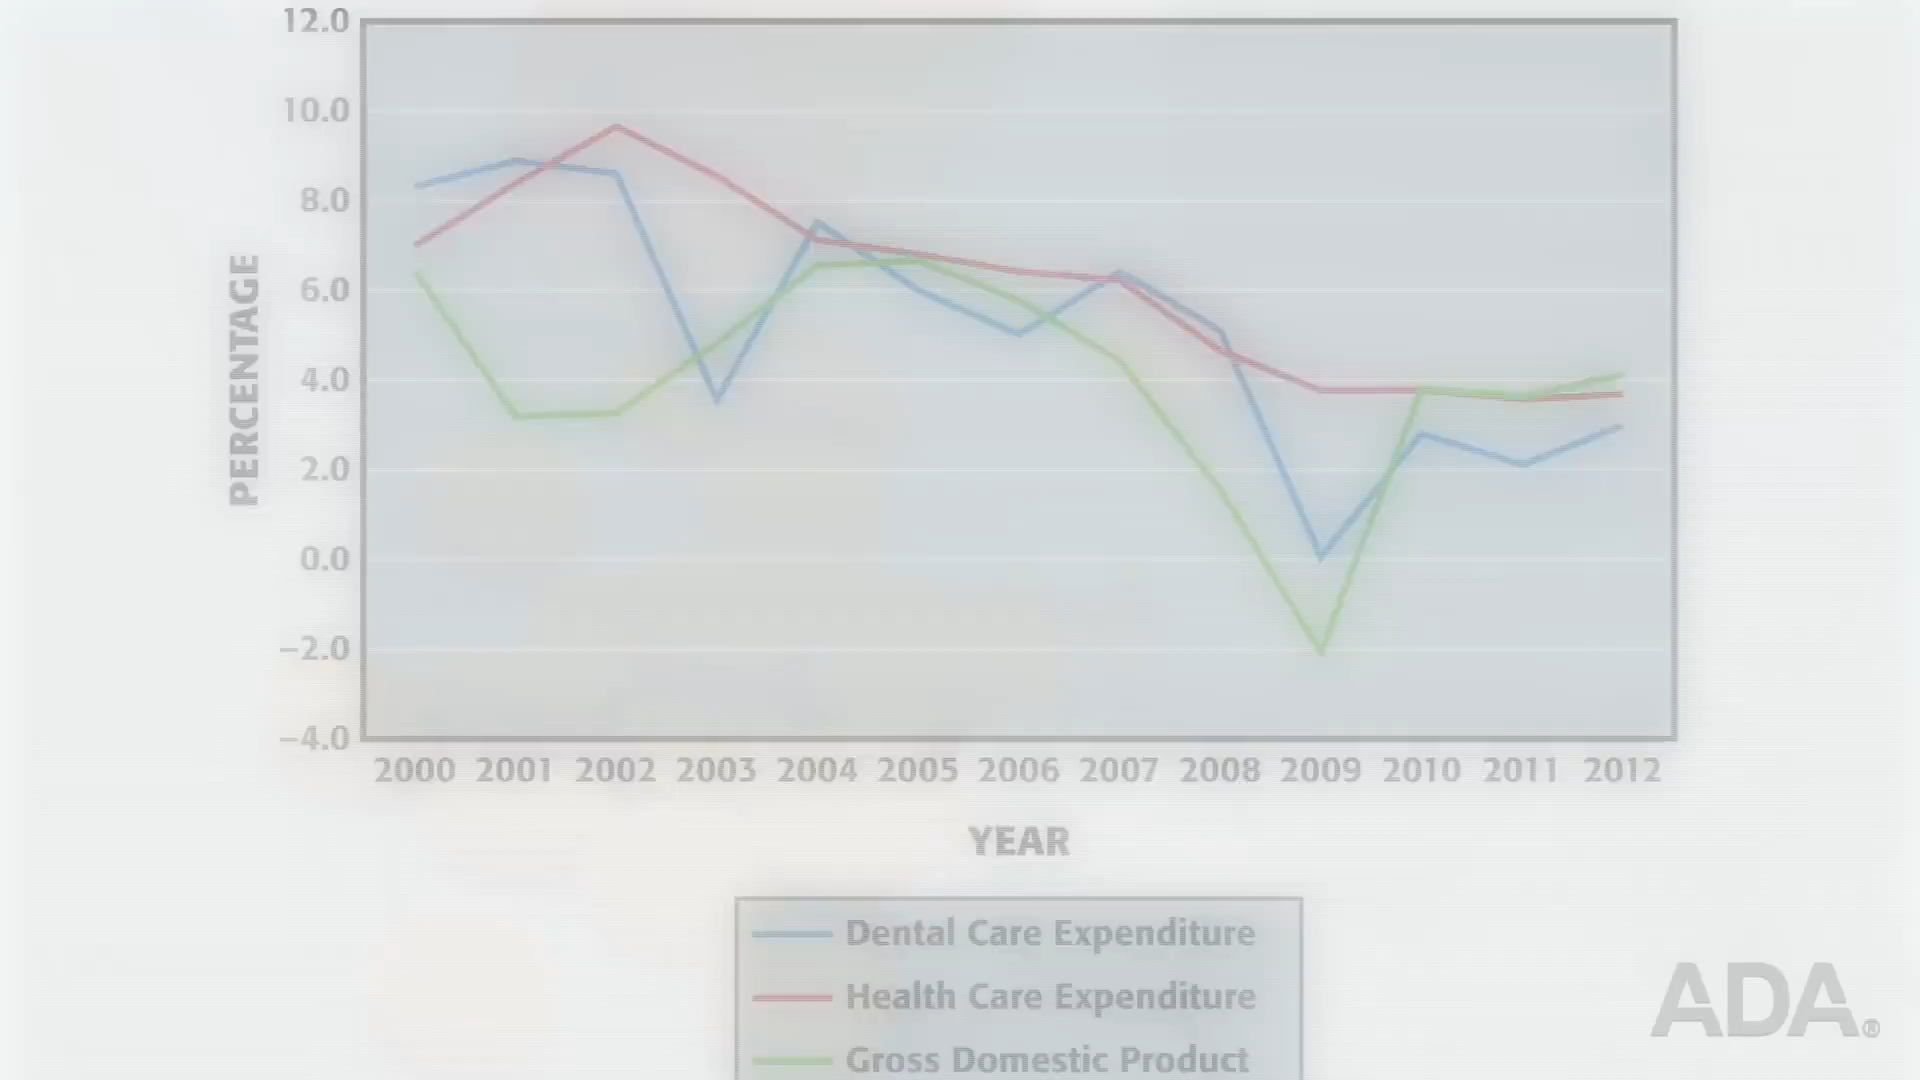 12.0
10.0
8.0
6.0
4.0
2.0
0.0
−2.0
−4.0
PERCENTAGE
2000 2001 2002 2003 2004 2005 2006 2007 2008 2009 2010 2011 2012
YEAR
Dental Care Expenditure
Health Care Expenditure
Gross Domestic Product
ADA®